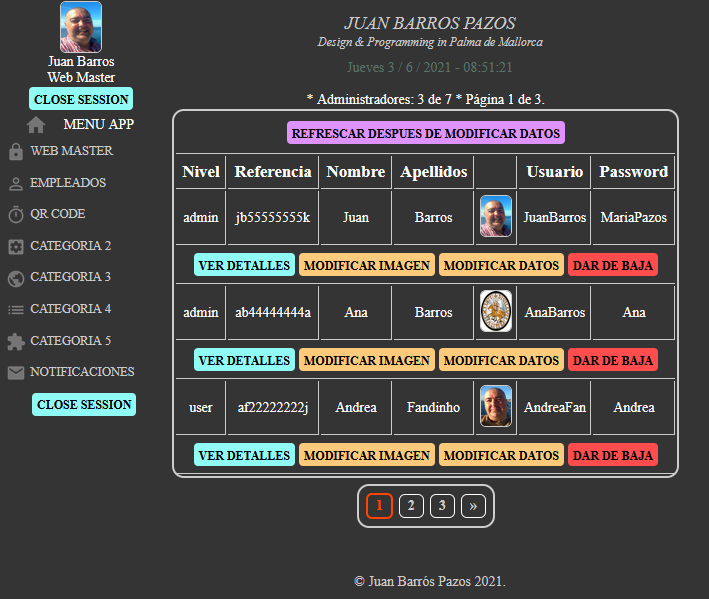 Juan Barros
Web Master
CLOSE SESSION
MENU APP
WEB MASTER
EMPLEADOS
QR CODE
CATEGORIA 2
CATEGORIA 3
CATEGORIA 4
CATEGORIA 5
NOTIFICACIONES
CLOSE SESSION
JUAN BARROS PAZOS
Design & Programming in Palma de Mallorca
Jueves 3 / 6 / 2021 - 08:51:21
* Administradores: 3 de 7 * Página 1 de 3.
REFRESCAR DESPUES DE MODIFICAR DATOS
Nivel Referencia Nombre Apellidos Usuario Password
admin jb55555555k Juan Barros JuanBarros MariaPazos
VER DETALLES MODIFICAR IMAGEN MODIFICAR DATOS DAR DE BAJA
admin ab44444444a Ana Barros AnaBarros Ana
VER DETALLES MODIFICAR IMAGEN MODIFICAR DATOS DAR DE BAJA
user af22222222j Andrea Fandinho AndreaFan Andrea
VER DETALLES MODIFICAR IMAGEN MODIFICAR DATOS DAR DE BAJA
1 2 3 »
© Juan Barrós Pazos 2021.